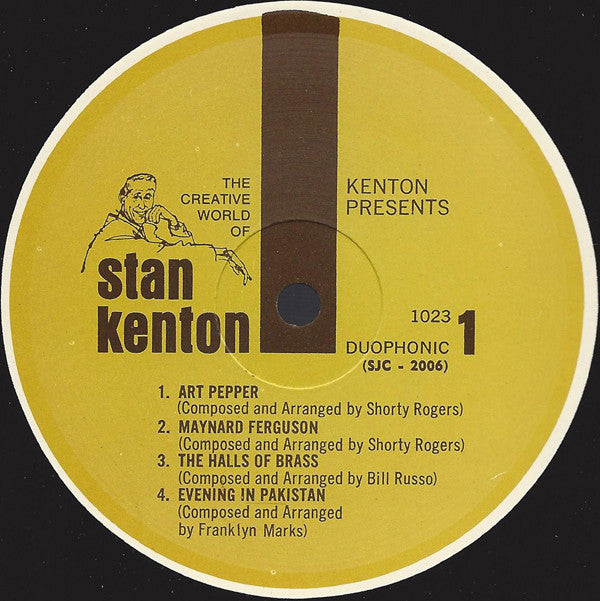 THE
CREATIVE
WORLD
OF
stan
kenton
KENTON
PRESENTS
1023
1
DUOPHONIC
(SJC - 2006)
1. ART PEPPER
(Composed and Arranged by Shorty Rogers)
2. MAYNARD FERGUSON
(Composed and Arranged by Shorty Rogers)
3. THE HALLS OF BRASS
(Composed and Arranged by Bill Russo)
4. EVENING IN PAKISTAN
(Composed and Arranged
by Franklyn Marks)